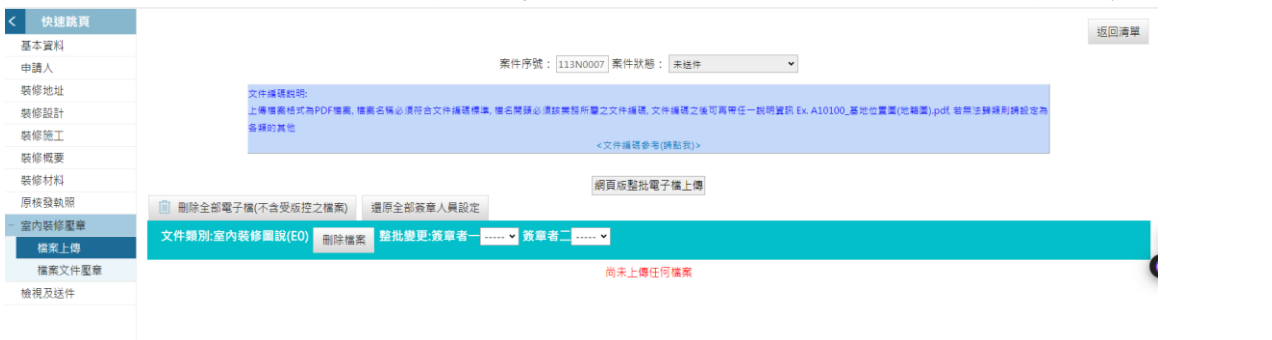 快速跳頁
返回清單
基本資料
申請人
裝修地址
裝修設計
裝修施工
裝修概要
裝修材料
原核發執照
室內裝修壓章
檔案上傳
檔案文件壓章
檢視及送件
案件序號： 113N0007 案件狀態： 未送件
文件編碼說明:
上傳檔案格式為PDF檔案, 檔案名稱必須符合文件編碼標準, 檔名開頭必須該業務所屬之文件編碼, 文件編碼之後可再帶任一說明資訊 Ex. A10100_基地位置圖(地籍圖).pdf. 若無法歸類則請設定為
各類的其他
<文件編碼參考(請點我)>
網頁版整批電子檔上傳
刪除全部電子檔(不含受版控之檔案) 還原全部簽章人員設定
文件類別:室內裝修圖說(E0) 刪除檔案 整批變更:簽章者一 ----- 簽章者二 -----
尚未上傳任何檔案